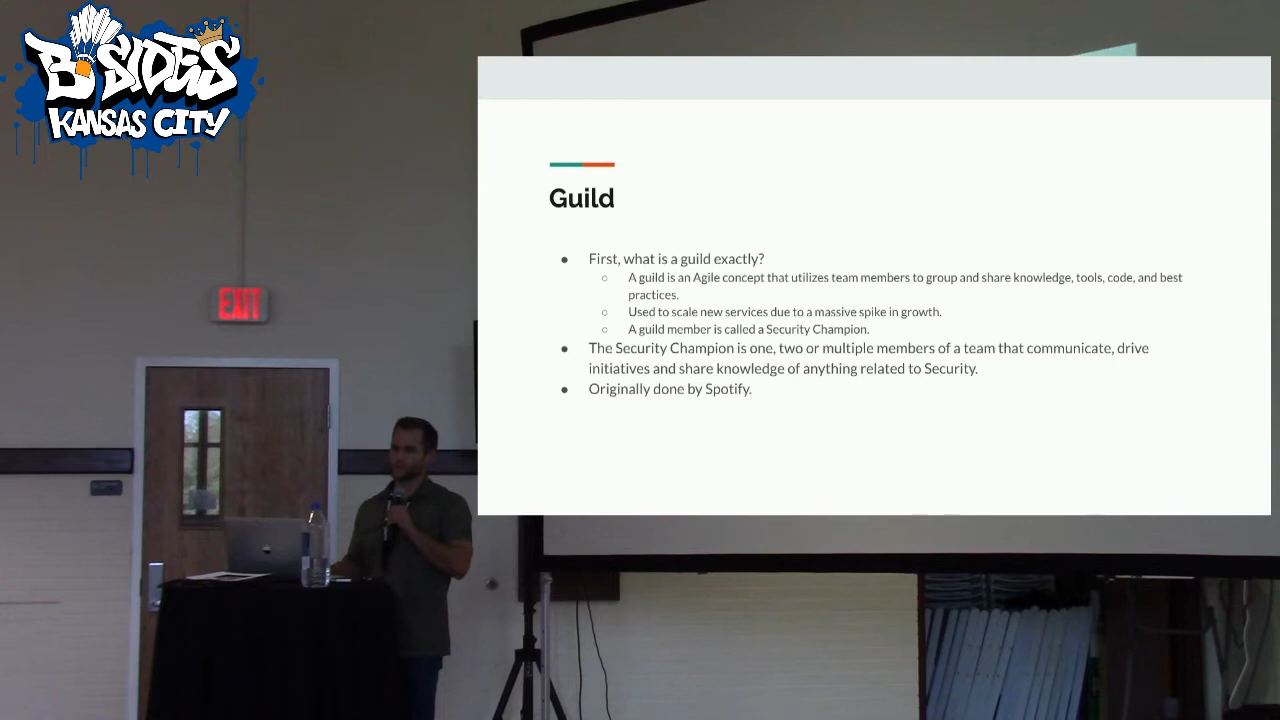 B·SIDES
KANSAS CITY
EXIT
Guild
● First, what is a guild exactly?
○ A guild is an Agile concept that utilizes team members to group and share knowledge, tools, code, and best
practices.
○ Used to scale new services due to a massive spike in growth.
○ A guild member is called a Security Champion.
● The Security Champion is one, two or multiple members of a team that communicate, drive
initiatives and share knowledge of anything related to Security.
● Originally done by Spotify.